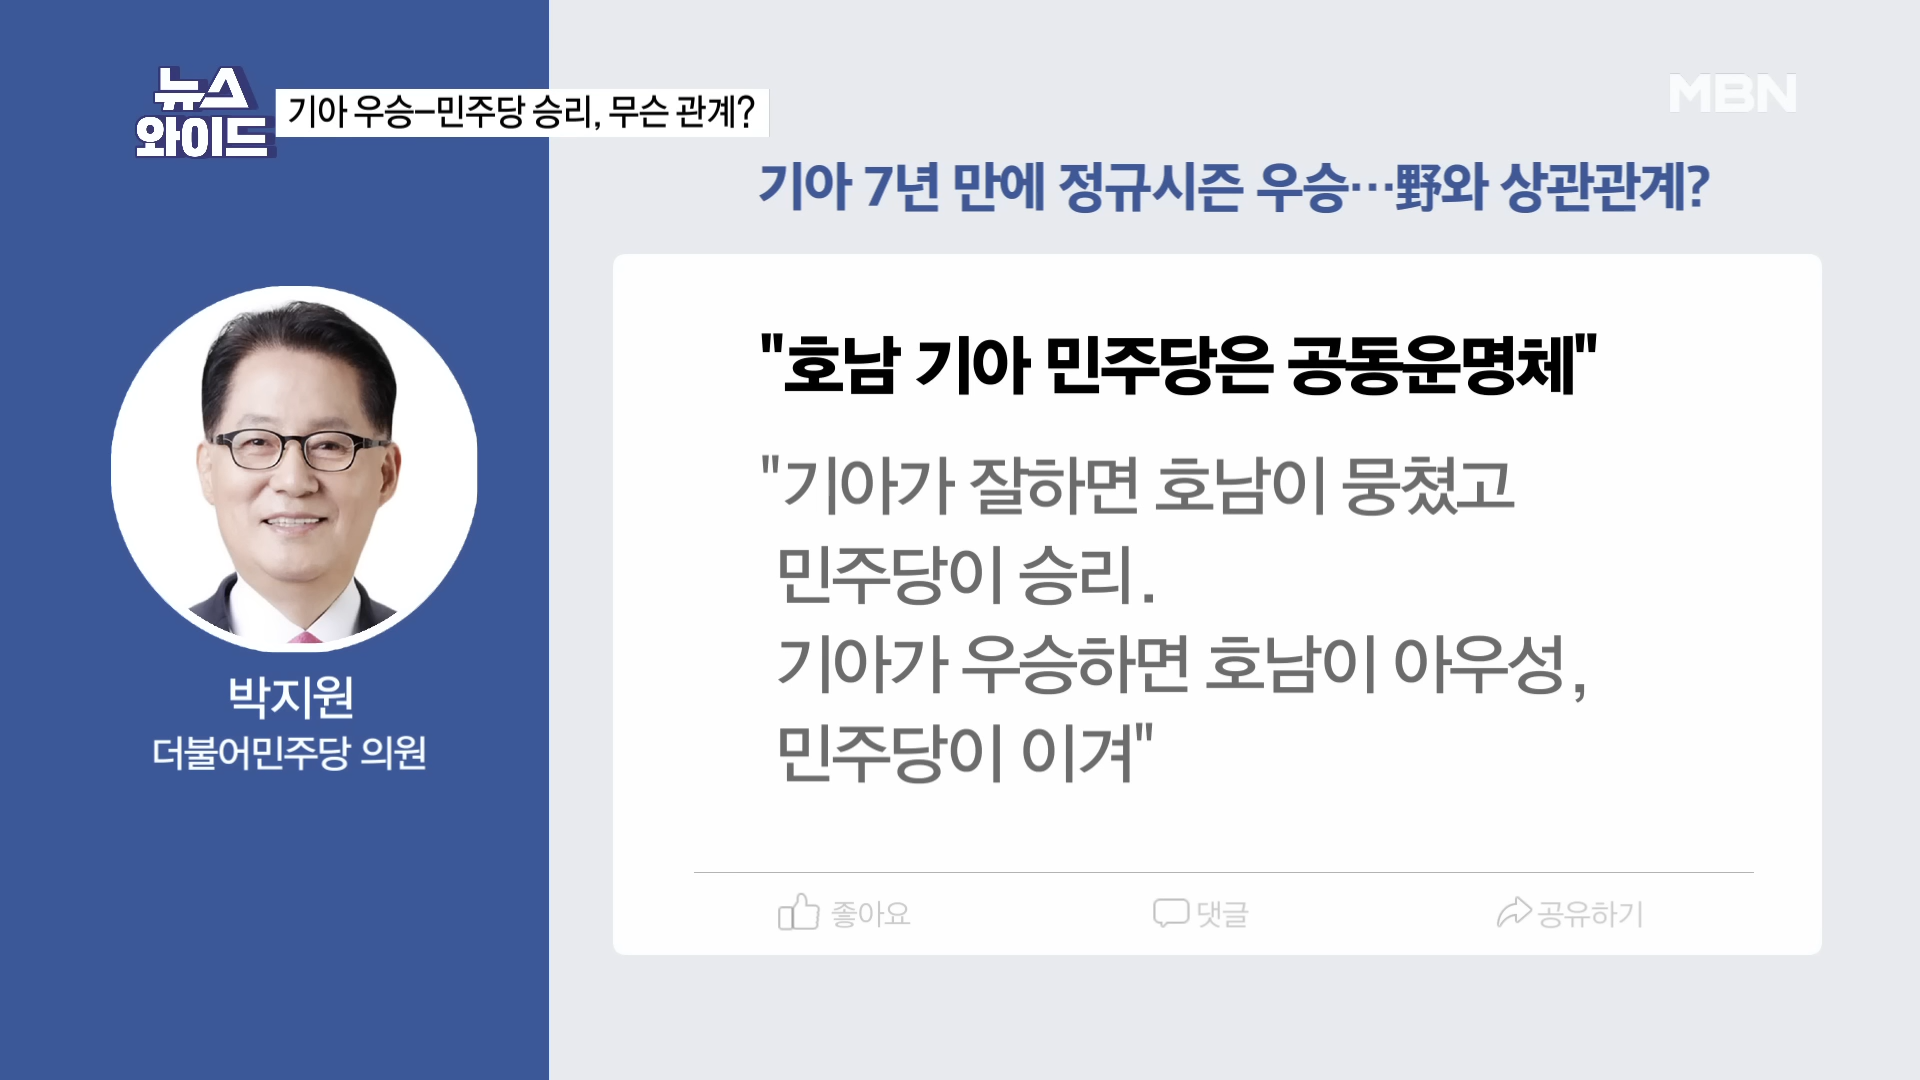 뉴스
와이드
기아 우승–민주당 승리, 무슨 관계?
MBN
기아 7년 만에 정규시즌 우승…野와 상관관계?
"호남 기아 민주당은 공동운명체"
"기아가 잘하면 호남이 뭉쳤고
민주당이 승리.
기아가 우승하면 호남이 아우성,
민주당이 이겨"
박지원
더불어민주당 의원
좋아요 댓글 공유하기